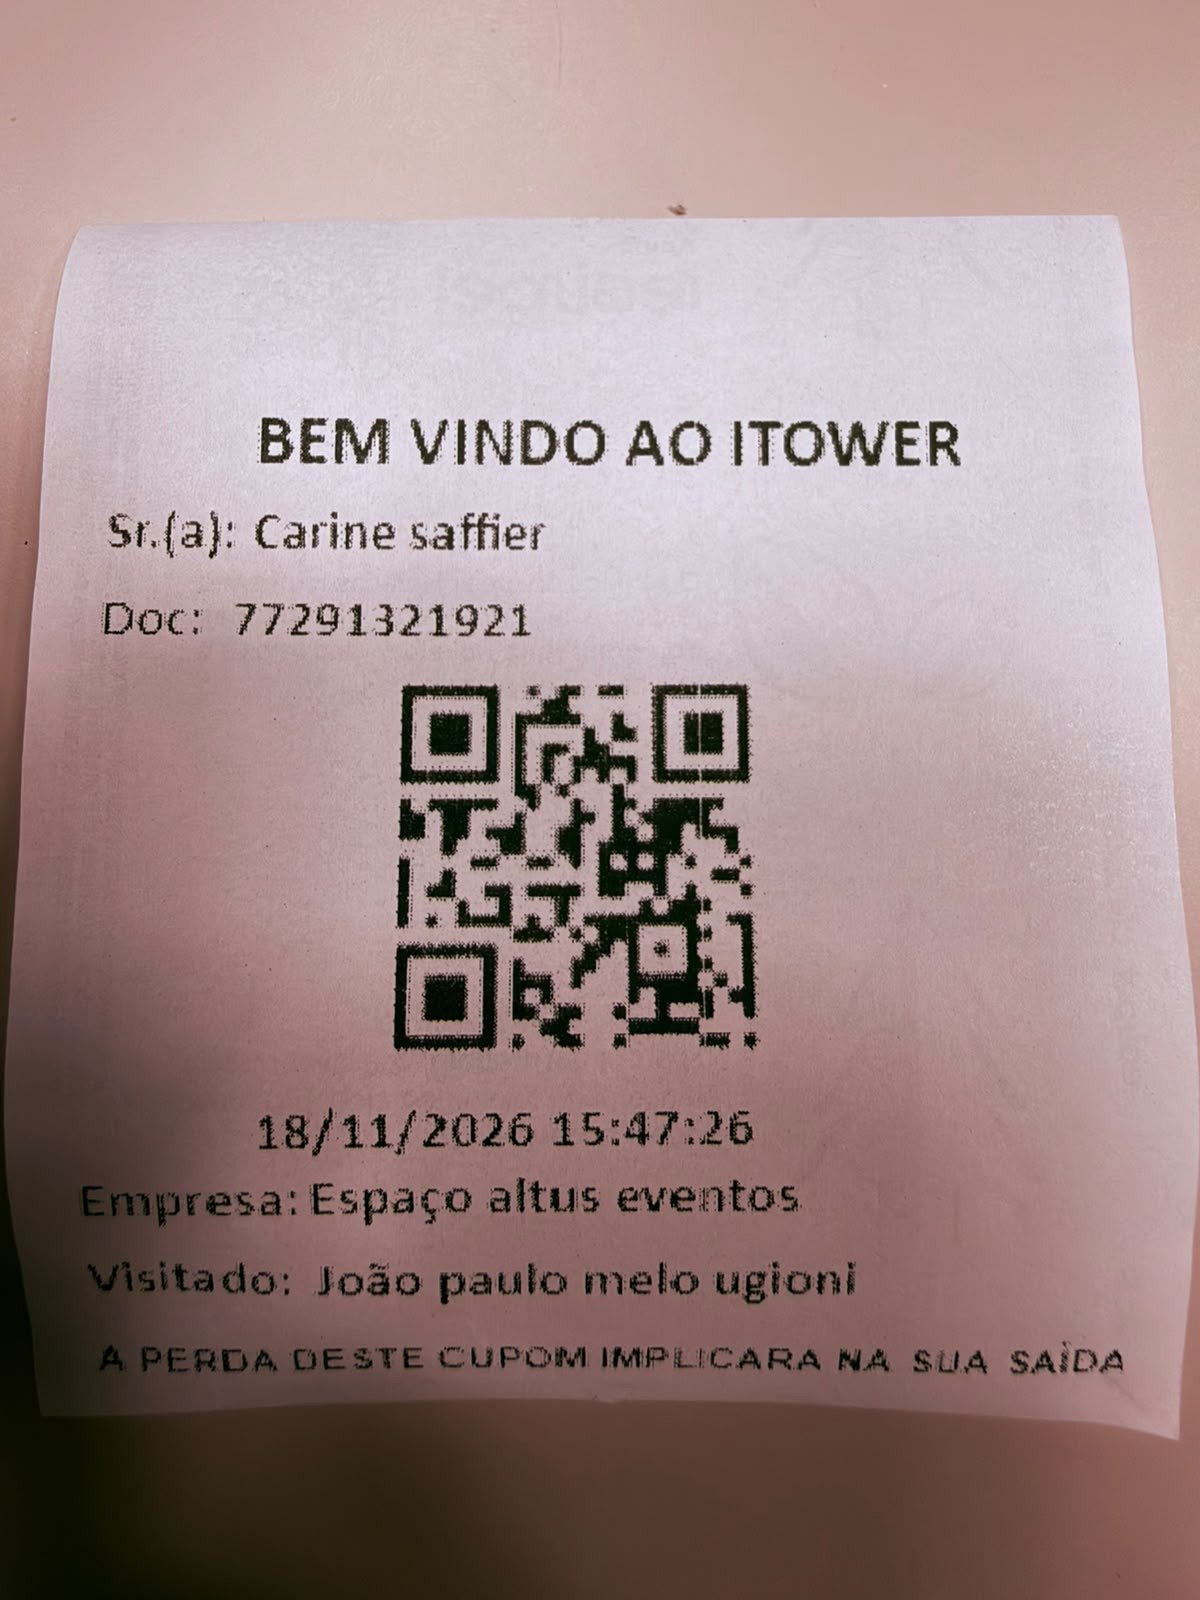 BEM VINDO AO ITOWER
Sr.(a): Carine saffier
Doc: 77291321921
18/11/2026 15:47:26
Empresa: Espaço altus eventos
Visitado: João paulo melo ugioni
A PERDA DESTE CUPOM IMPLICARA NA SUA SAÍDA